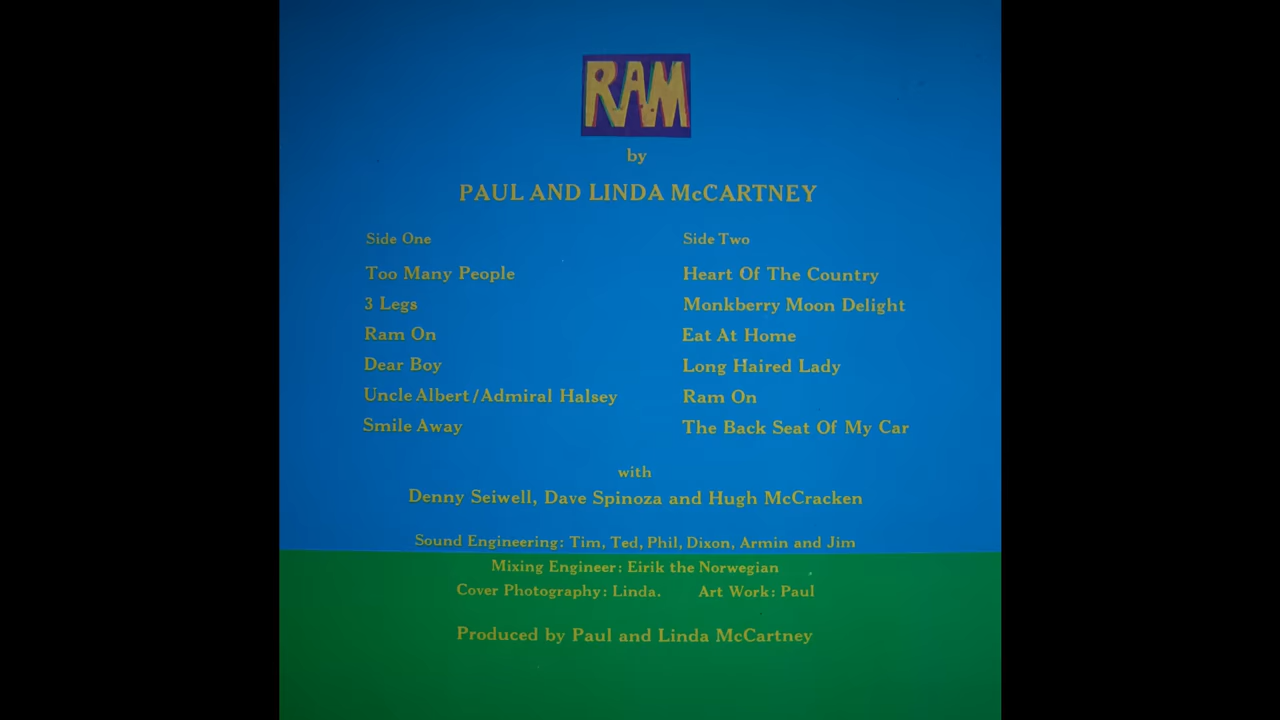 RAM
by
PAUL AND LINDA McCARTNEY
Side One
Too Many People
3 Legs
Ram On
Dear Boy
Uncle Albert/Admiral Halsey
Smile Away
Side Two
Heart Of The Country
Monkberry Moon Delight
Eat At Home
Long Haired Lady
Ram On
The Back Seat Of My Car
with
Denny Seiwell, Dave Spinoza and Hugh McCracken
Sound Engineering: Tim, Ted, Phil, Dixon, Armin and Jim
Mixing Engineer: Eirik the Norwegian
Cover Photography: Linda. Art Work: Paul
Produced by Paul and Linda McCartney